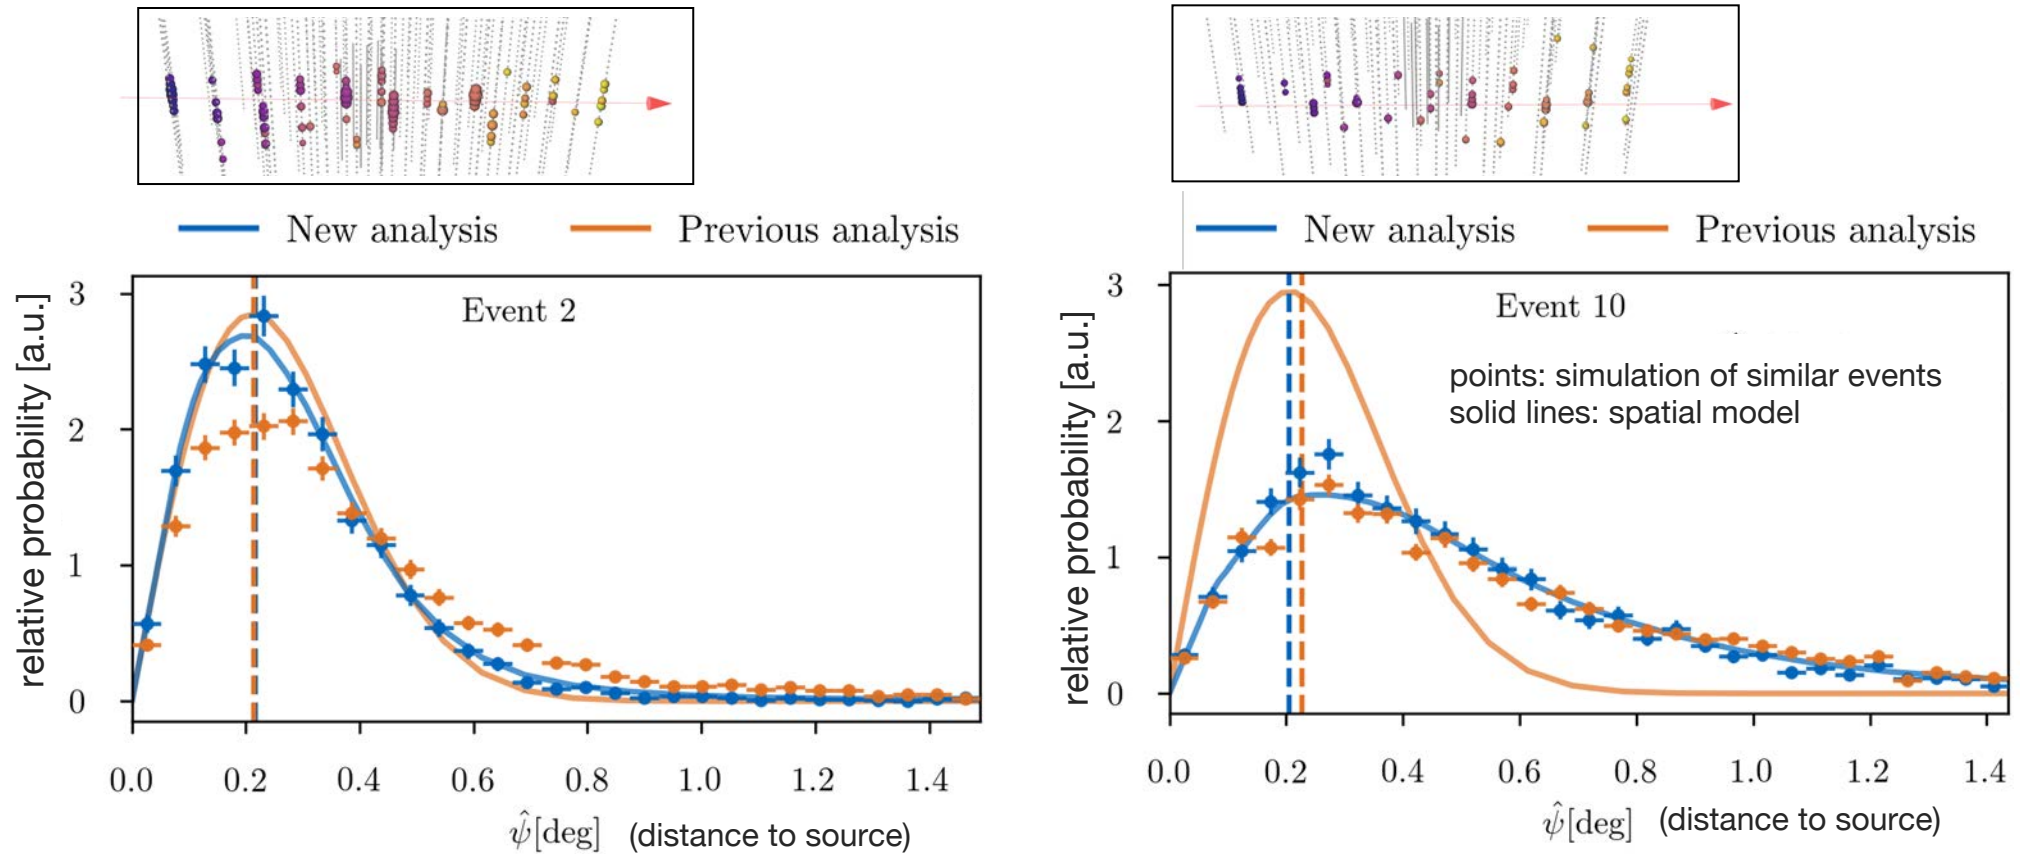 New analysis
Previous analysis
Event 2
relative probability [a.u.]
3
2
1
0
0.0 0.2 0.4 0.6 0.8 1.0 1.2 1.4
ψ̂[deg] (distance to source)
New analysis
Previous analysis
Event 10
points: simulation of similar events
solid lines: spatial model
relative probability [a.u.]
3
2
1
0
0.0 0.2 0.4 0.6 0.8 1.0 1.2 1.4
ψ̂[deg] (distance to source)